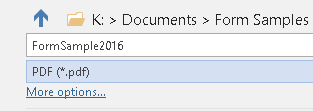 K: > Documents > Form Samples
FormSample2016
PDF (*.pdf)
More options...